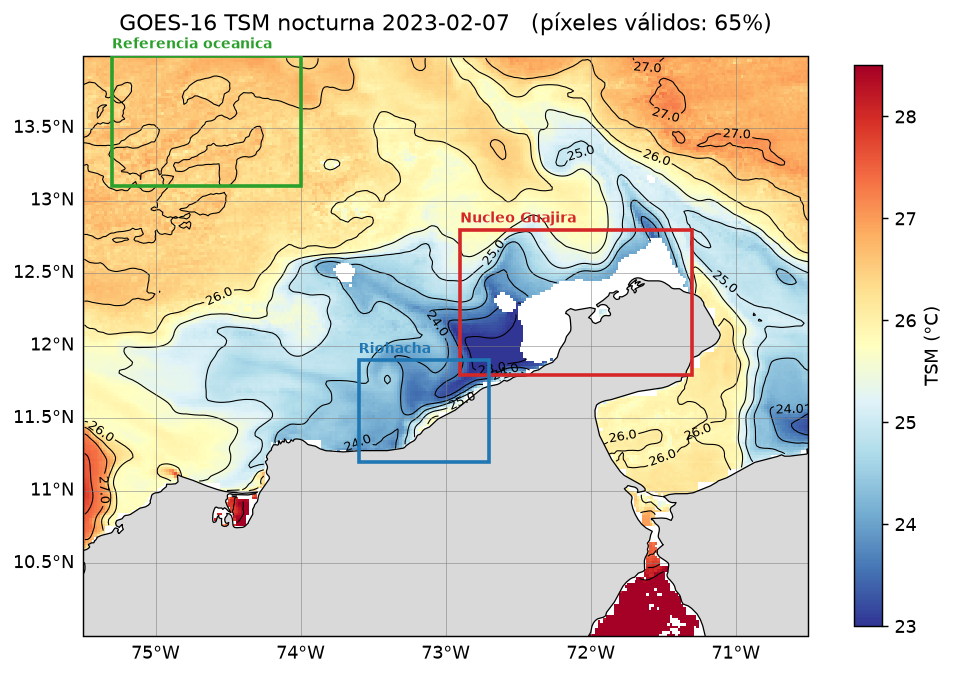 GOES-16 TSM nocturna 2023-02-07 (píxeles válidos: 65%)
Referencia oceanica
Nucleo Guajira
Riohacha
27.0
27.0
27.0
26.0
25.0
25.0
25.0
26.0
24.0
25.0
24.0
24.0
26.0
26.0
26.0
26.0
27.0
13.5°N
13°N
12.5°N
12°N
11.5°N
11°N
10.5°N
75°W
74°W
73°W
72°W
71°W
28
27
26
25
24
23
TSM (°C)